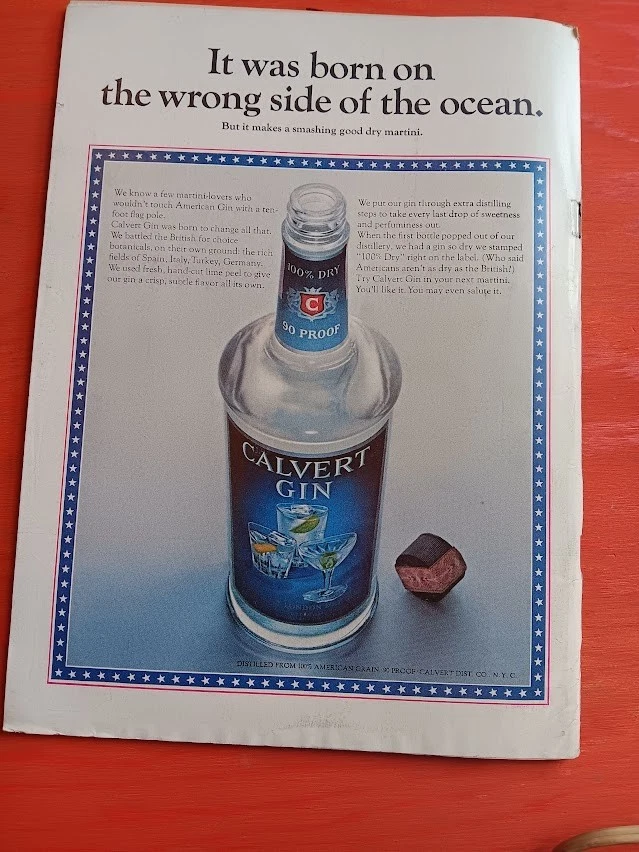 It was born on
the wrong side of the ocean.
But it makes a smashing good dry martini.
We know a few martini-lovers who
wouldn't touch American Gin with a ten-
foot flag pole.
Calvert Gin was born to change all that.
We battled the British for choice
botanicals, on their own ground: the rich
fields of Spain, Italy, Turkey, Germany.
We used fresh, hand-cut lime peel to give
our gin a crisp, subtle flavor all its own.
We put our gin through extra distilling
steps to take every last drop of sweetness
and perfuminess out.
When the first bottle popped out of our
distillery, we had a gin so dry we stamped
"100% Dry" right on the label. (Who said
Americans aren't as dry as the British?)
Try Calvert Gin in your next martini.
You'll like it. You may even salute it.
100% DRY
C
90 PROOF
CALVERT
GIN
LONDON
DISTILLED FROM 100% AMERICAN GRAIN. 90 PROOF. CALVERT DIST. CO., N.Y.C.